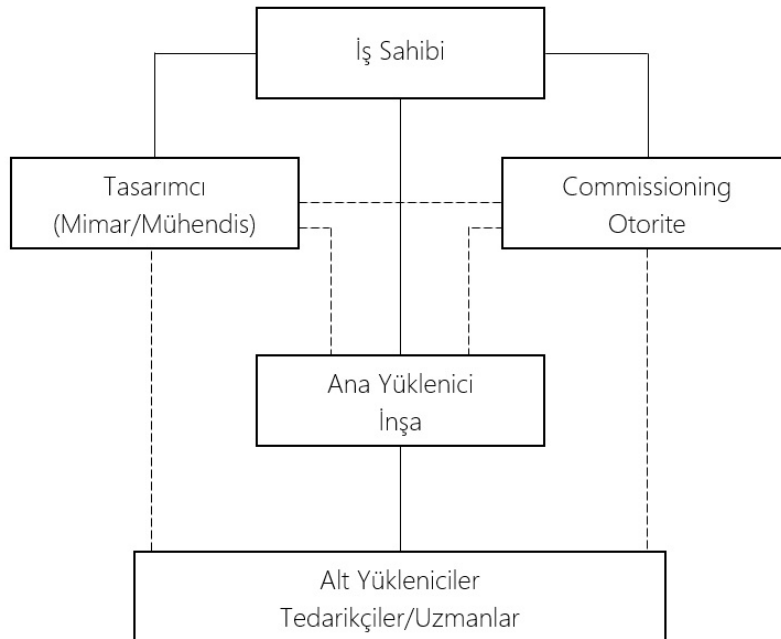 İş Sahibi
Tasarımcı
(Mimar/Mühendis)
Commissioning
Otorite
Ana Yüklenici
İnşa
Alt Yükleniciler
Tedarikçiler/Uzmanlar